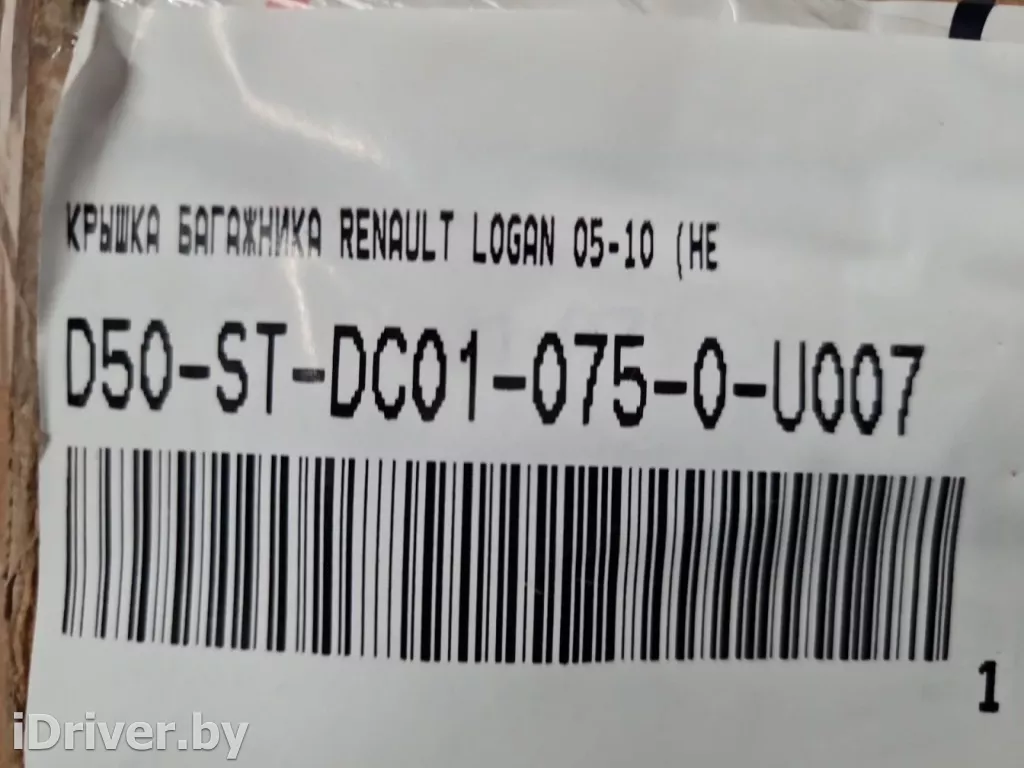 КРЫШКА БАГАЖНИКА RENAULT LOGAN 05-10 (НЕ
D50-ST-DC01-075-0-U007
1
iDriver.by